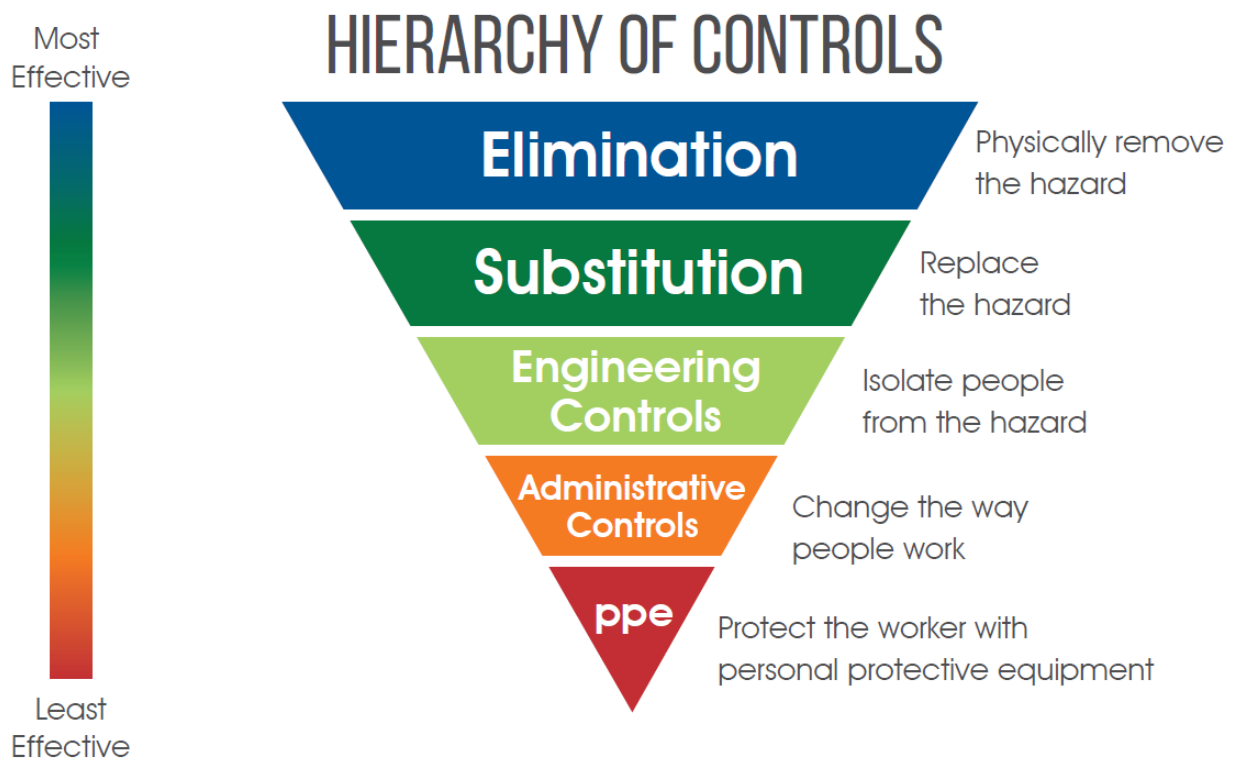 HIERARCHY OF CONTROLS
Most
Effective
Elimination
Physically remove
the hazard
Substitution
Replace
the hazard
Engineering
Controls
Isolate people
from the hazard
Administrative
Controls
Change the way
people work
ppe
Protect the worker with
personal protective equipment
Least
Effective